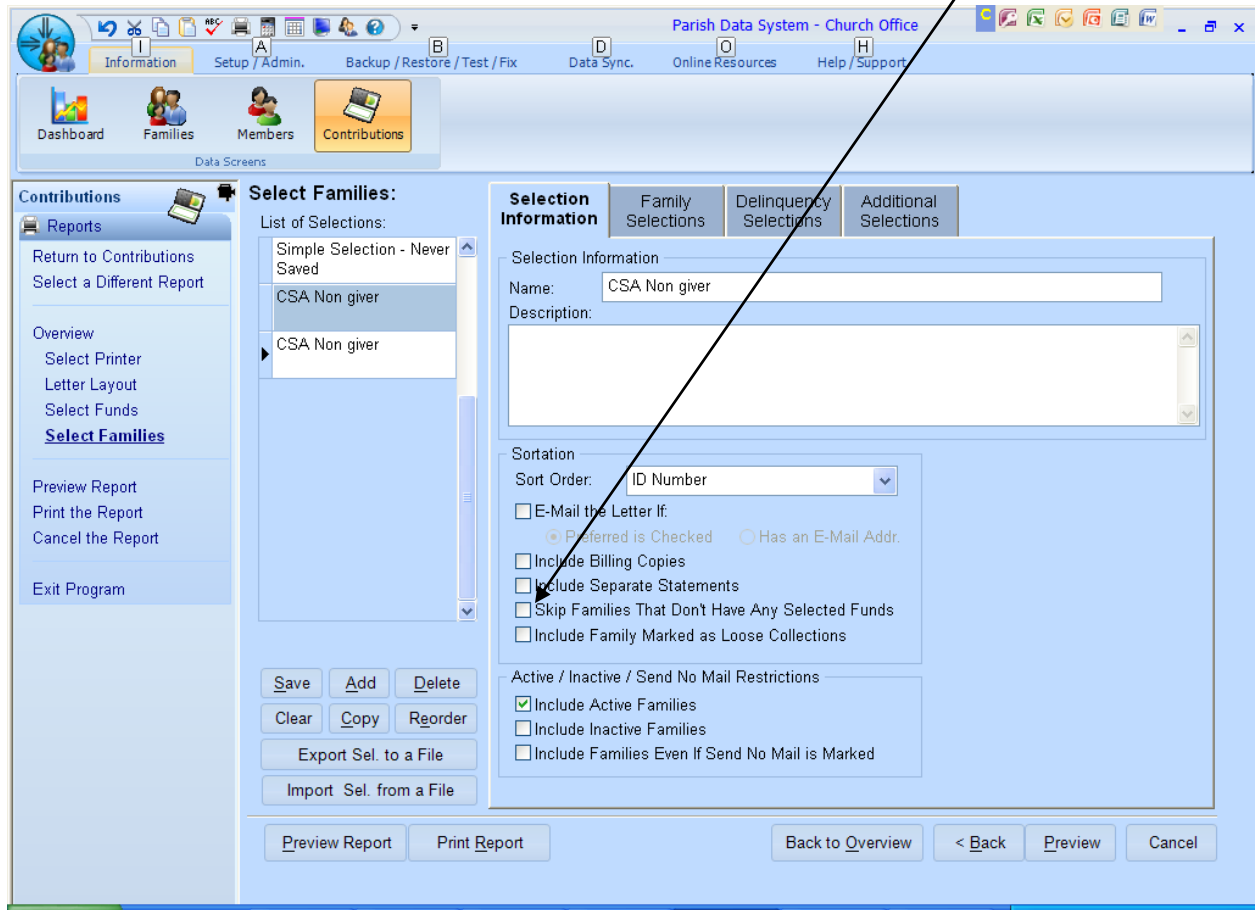 Parish Data System - Church Office
I A B D O H
Information Setup / Admin. Backup / Restore / Test / Fix Data Sync. Online Resources Help / Support
Dashboard Families Members Contributions
Data Screens
Contributions
Reports
Return to Contributions
Select a Different Report
Overview
Select Printer
Letter Layout
Select Funds
Select Families
Preview Report
Print the Report
Cancel the Report
Exit Program
Select Families:
List of Selections:
Simple Selection - Never
Saved
CSA Non giver
CSA Non giver
Save Add Delete
Clear Copy Reorder
Export Sel. to a File
Import Sel. from a File
Selection
Information
Family
Selections
Delinquency
Selections
Additional
Selections
Selection Information
Name: CSA Non giver
Description:
Sortation
Sort Order: ID Number
E-Mail the Letter If:
Preferred is Checked Has an E-Mail Addr.
Include Billing Copies
Include Separate Statements
Skip Families That Don't Have Any Selected Funds
Include Family Marked as Loose Collections
Active / Inactive / Send No Mail Restrictions
Include Active Families
Include Inactive Families
Include Families Even If Send No Mail is Marked
Preview Report Print Report Back to Overview < Back Preview Cancel